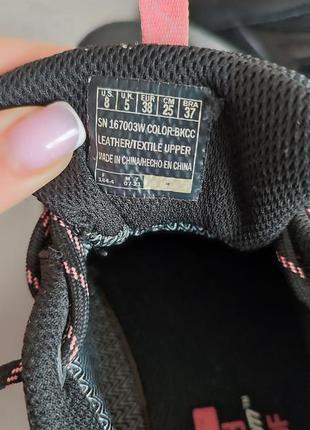 U.S. U.K. EUR CM BRA
8 5 38 25 37
SN 167003W COLOR:BKCC
LEATHER/TEXTILE UPPER
MADE IN CHINA/HECHO EN CHINA